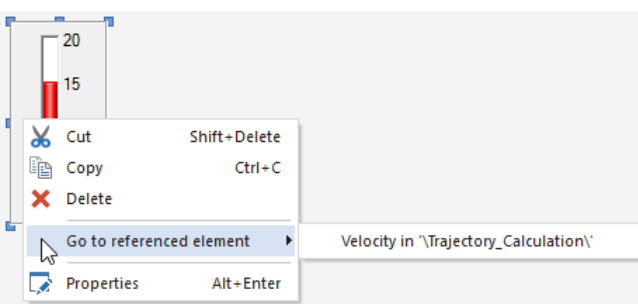 20
15
Cut Shift+Delete
Copy Ctrl+C
Delete
Go to referenced element Velocity in '\Trajectory_Calculation\'
Properties Alt+Enter